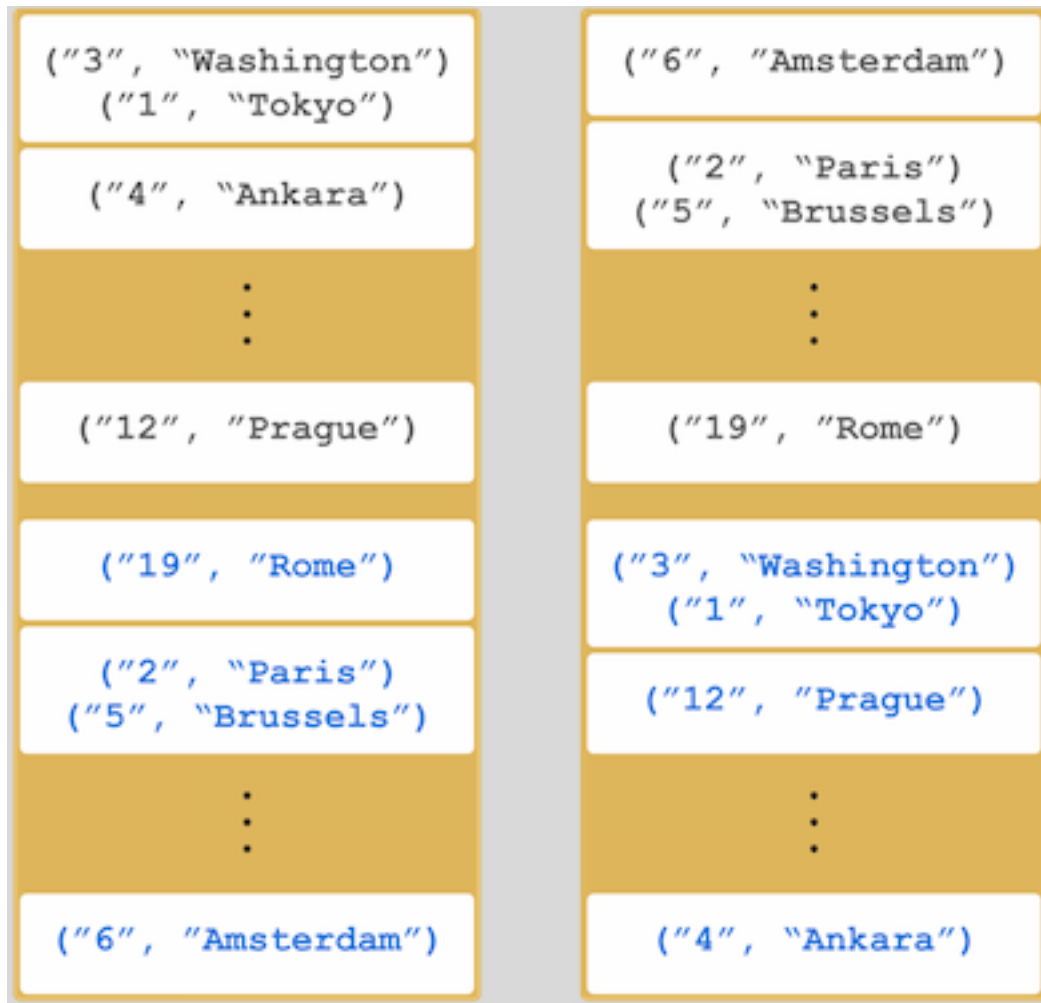 (″3″, “Washington″)
(″1″, “Tokyo″)
(″4″, “Ankara″)
(″12″, ″Prague″)
(″19″, ″Rome″)
(″2″, “Paris″)
(″5″, “Brussels″)
(″6″, ″Amsterdam″)
(″6″, ″Amsterdam″)
(″2″, “Paris″)
(″5″, “Brussels″)
(″19″, ″Rome″)
(″3″, “Washington″)
(″1″, “Tokyo″)
(″12″, ″Prague″)
(″4″, “Ankara″)